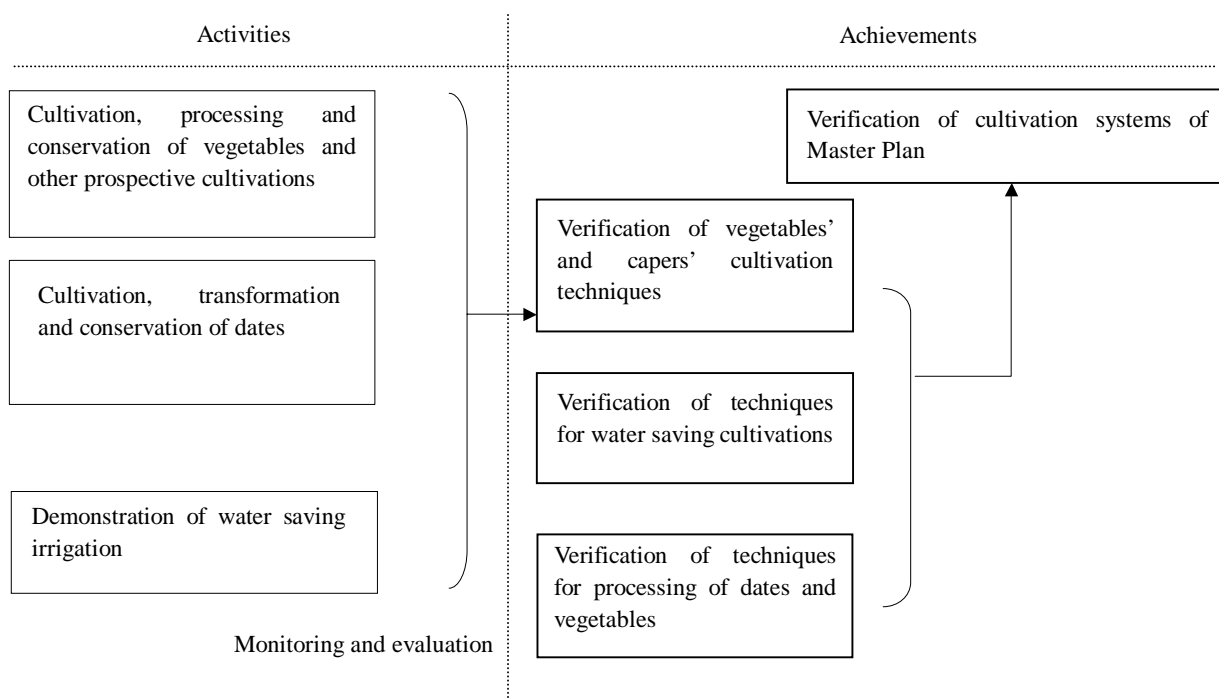 Activities
Achievements
Cultivation, processing and
conservation of vegetables and
other prospective cultivations
Cultivation, transformation
and conservation of dates
Demonstration of water saving
irrigation
Monitoring and evaluation
Verification of vegetables’
and capers’ cultivation
techniques
Verification of techniques
for water saving cultivations
Verification of techniques
for processing of dates and
vegetables
Verification of cultivation systems of
Master Plan